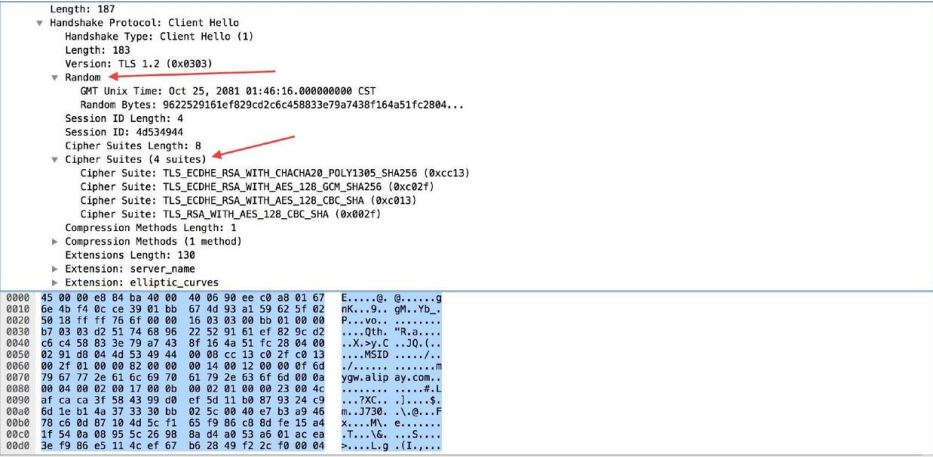 Length: 187
▼ Handshake Protocol: Client Hello
Handshake Type: Client Hello (1)
Length: 183
Version: TLS 1.2 (0x0303)
▼ Random
GMT Unix Time: Oct 25, 2081 01:46:16.000000000 CST
Random Bytes: 9622529161ef829cd2c6c458833e79a7438f164a51fc2804...
Session ID Length: 4
Session ID: 4d534944
Cipher Suites Length: 8
▼ Cipher Suites (4 suites)
Cipher Suite: TLS_ECDHE_RSA_WITH_CHACHA20_POLY1305_SHA256 (0xcc13)
Cipher Suite: TLS_ECDHE_RSA_WITH_AES_128_GCM_SHA256 (0xc02f)
Cipher Suite: TLS_ECDHE_RSA_WITH_AES_128_CBC_SHA (0xc013)
Cipher Suite: TLS_RSA_WITH_AES_128_CBC_SHA (0x002f)
Compression Methods Length: 1
▶ Compression Methods (1 method)
Extensions Length: 130
▶ Extension: server_name
▶ Extension: elliptic_curves
0000 45 00 00 e8 84 ba 40 00 40 06 90 ee c0 a8 01 67 E.....@. @......g
0010 6e 4b f4 0c ce 39 01 bb 67 4d 93 a1 59 62 5f 02 nK...9.. gM..Yb_.
0020 50 18 ff ff 76 6f 00 00 16 03 03 00 bb 01 00 00 P...vo.. ........
0030 b7 03 03 d2 51 74 68 96 22 52 91 61 ef 82 9c d2 ....Qth. "R.a....
0040 c6 c4 58 83 3e 79 a7 43 8f 16 4a 51 fc 28 04 00 ..X.>y.C ..JQ.(..
0050 02 91 d8 04 4d 53 49 44 00 08 cc 13 c0 2f c0 13 ....MSID ...../..
0060 00 2f 01 00 00 82 00 00 00 14 00 12 00 00 0f 6d ./...... .......m
0070 79 67 77 2e 61 6c 69 70 61 79 2e 63 6f 6d 00 0a ygw.alip ay.com..
0080 00 04 00 02 00 17 00 0b 00 02 01 00 00 23 00 4c ........ .....#.L
0090 af ca ca 3f 58 43 99 d0 ef 5d 11 b0 87 93 24 c9 ...?XC.. .]....$.
00a0 6d 1e b1 4a 37 33 30 bb 02 5c 00 40 e7 b3 a9 46 m..J730. .\.@...F
00b0 78 c6 0d 87 10 4d 5c f1 65 f9 86 c8 8d fe 15 a4 x....M\. e.......
00c0 1f 54 0a 08 95 5c 26 98 8a d4 a0 53 a6 01 ac ea .T...\&. ...S....
00d0 3e f9 86 e5 11 4c ef 67 b6 28 49 f2 2c f0 00 04 >....L.g .(I.,...